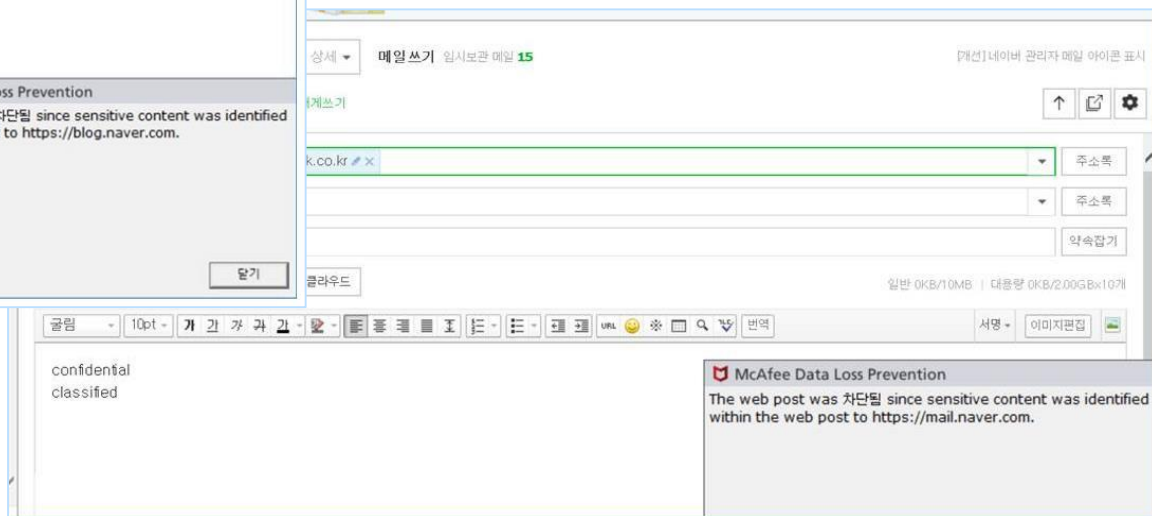 상세
메일 쓰기 임시보관 메일 15
[개선] 네이버 관리자 메일 아이콘 표시
oss Prevention
차단됨 since sensitive content was identified
to https://blog.naver.com.
닫기
k.co.kr
주소록
주소록
약속잡기
클라우드
일반 0KB/10MB | 대용량 0KB/2.00GBx10개
굴림 10pt 가 가 가 가 가 URL 번역
서명 이미지편집
confidential
classified
McAfee Data Loss Prevention
The web post was 차단됨 since sensitive content was identified
within the web post to https://mail.naver.com.